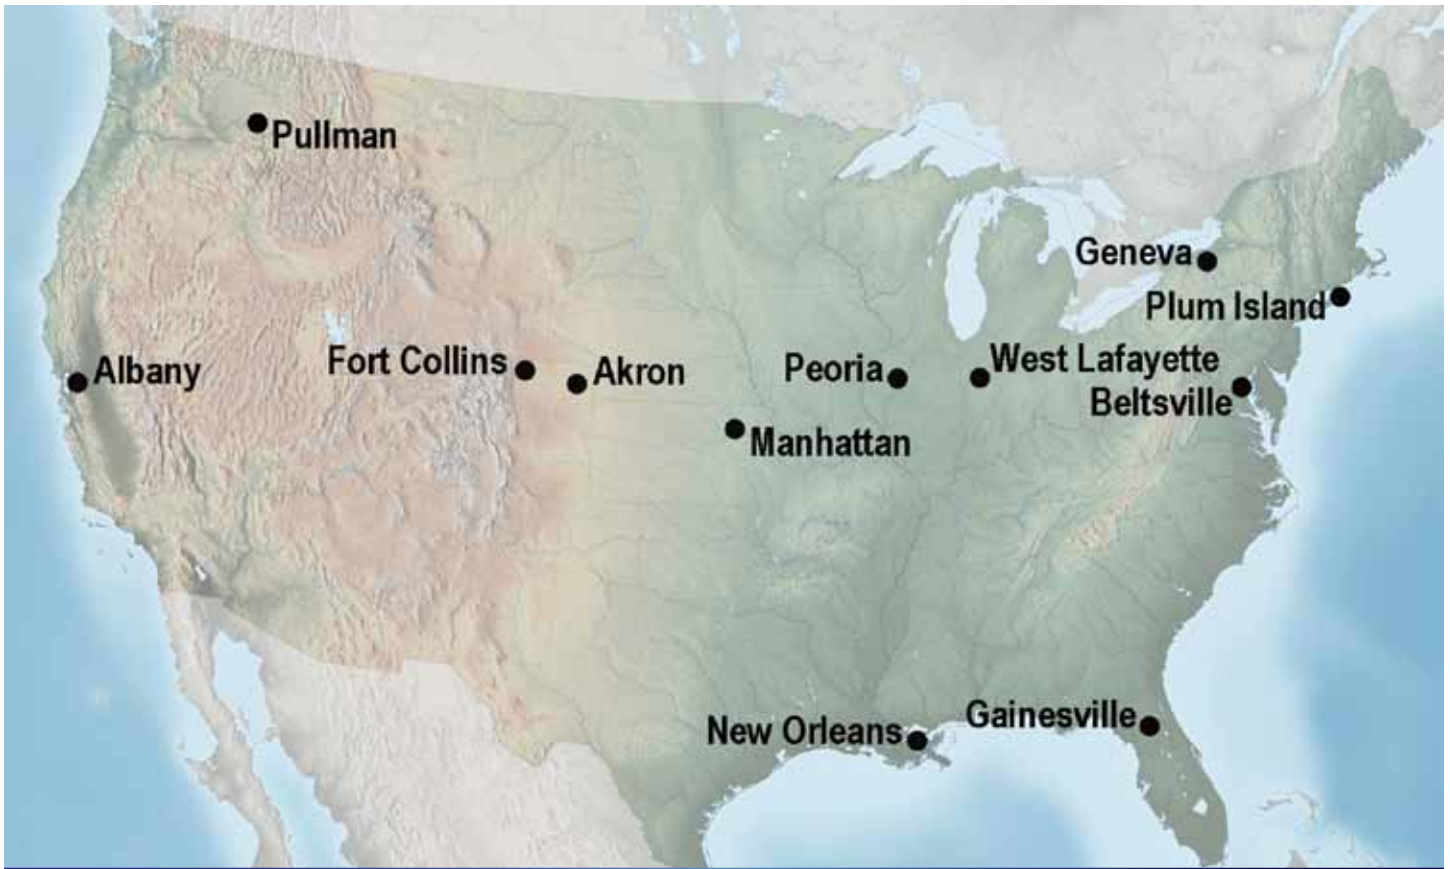 Pullman
Geneva
Plum Island
Albany
Fort Collins
Akron
Peoria
West Lafayette
Beltsville
Manhattan
New Orleans
Gainesville